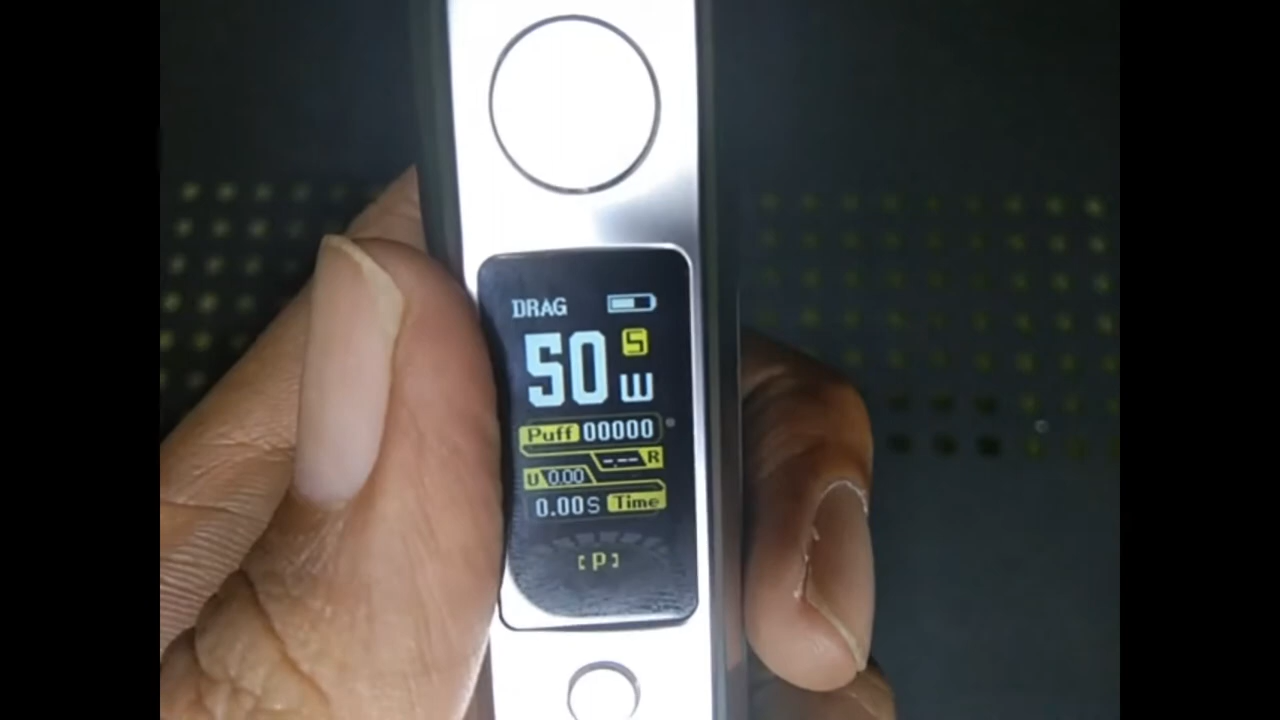 DRAG
50 S
W
Puff 00000
-.-- R
U 0.00
0.00S Time
[P]